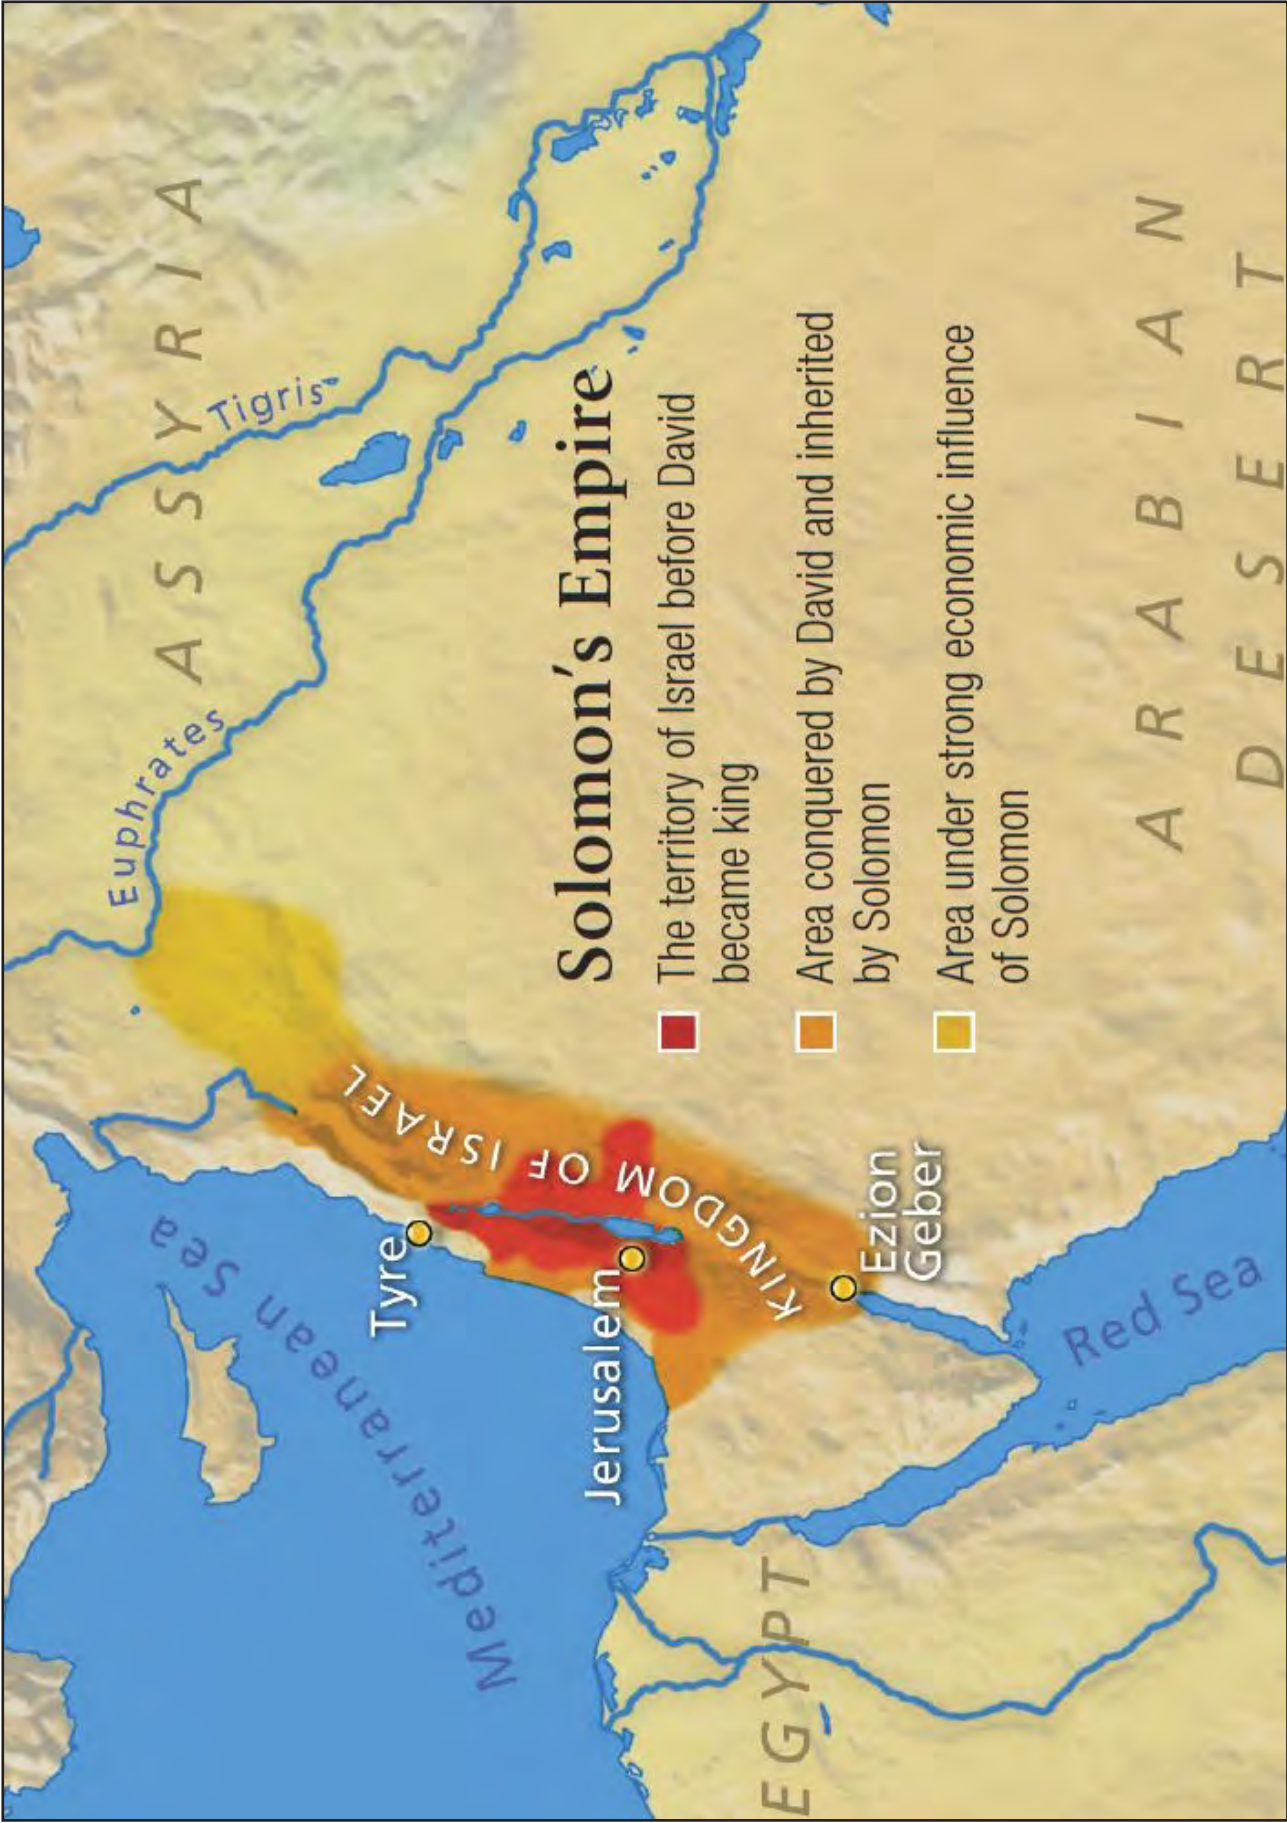 ASSYRIA
Tigris
Euphrates
Mediterranean Sea
Tyre
Jerusalem
KINGDOM OF ISRAEL
Ezion
Geber
EGYPT
Red Sea
Solomon's Empire
The territory of Israel before David
became king
Area conquered by David and inherited
by Solomon
Area under strong economic influence
of Solomon
ARABIAN
DESERT